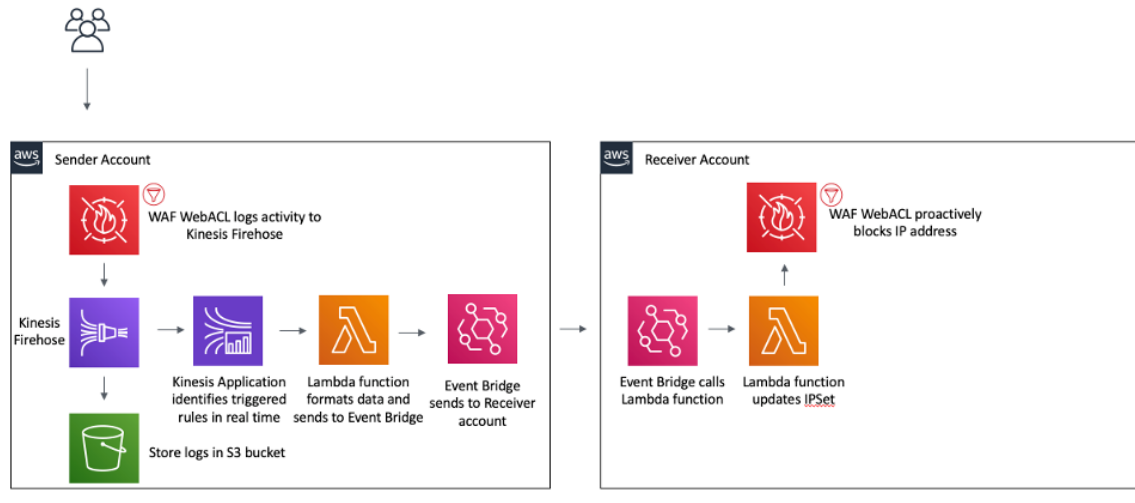 aws
Sender Account
WAF WebACL logs activity to
Kinesis Firehose
Kinesis
Firehose
Kinesis Application
identifies triggered
rules in real time
Lambda function
formats data and
sends to Event Bridge
Event Bridge
sends to Receiver
account
Store logs in S3 bucket
aws
Receiver Account
WAF WebACL proactively
blocks IP address
Event Bridge calls
Lambda function
Lambda function
updates IPSet